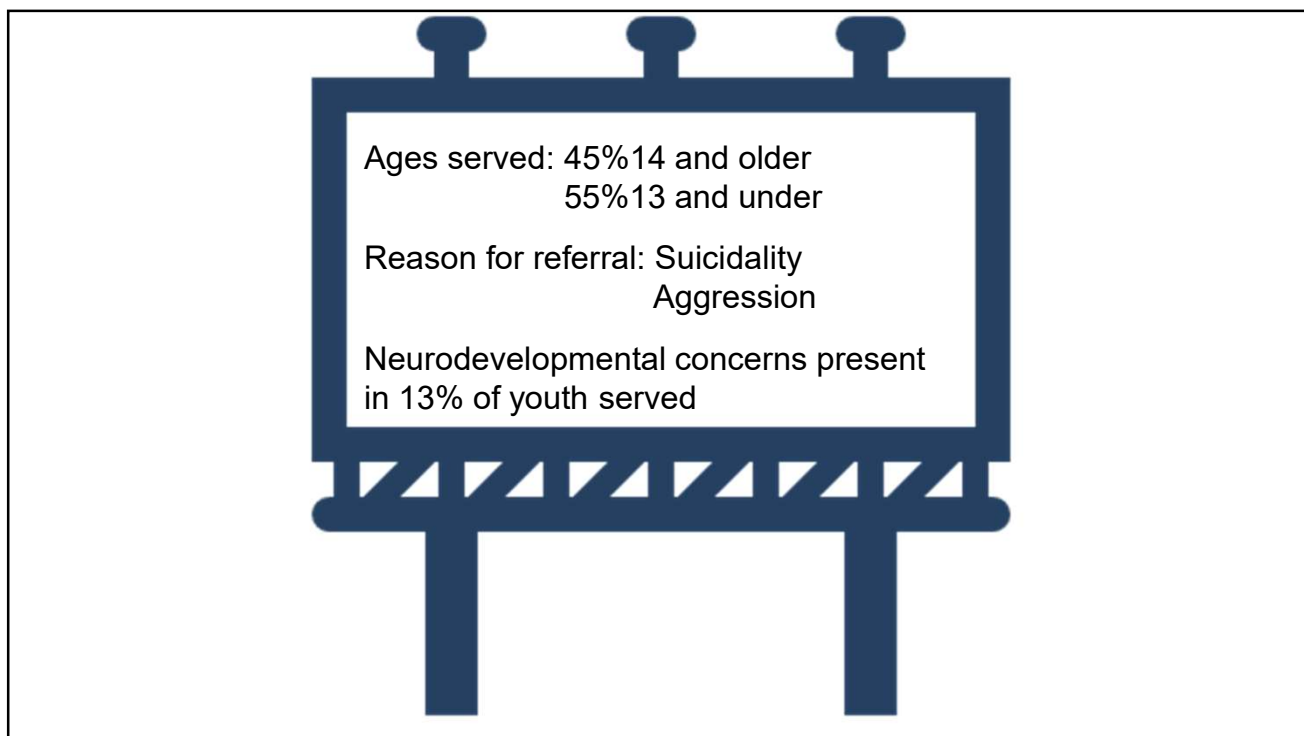 Ages served: 45%14 and older
55%13 and under
Reason for referral: Suicidality
Aggression
Neurodevelopmental concerns present
in 13% of youth served